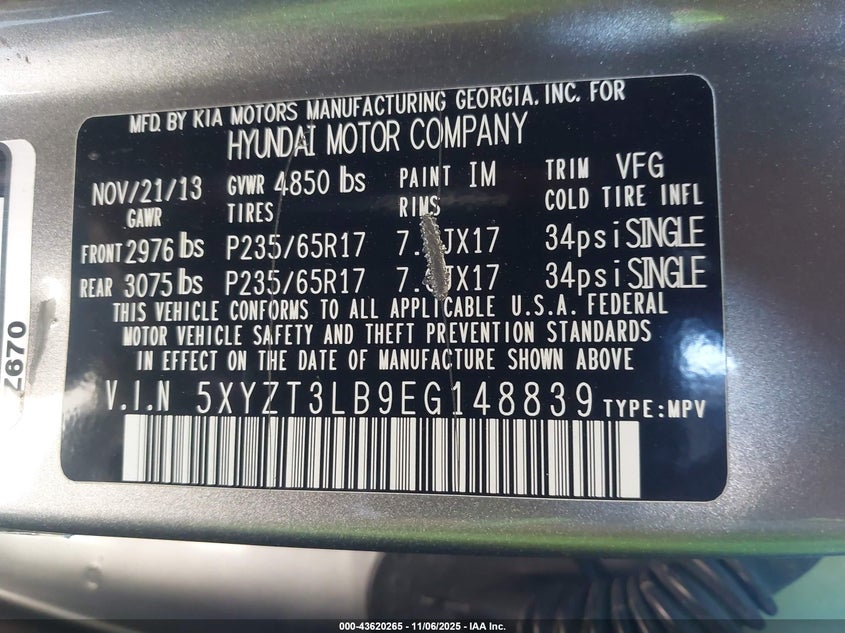 MFD. BY KIA MOTORS MANUFACTURING GEORGIA, INC. FOR
HYUNDAI MOTOR COMPANY
NOV/21/13 GVWR 4850 lbs PAINT IM TRIM VFG
GAWR TIRES RIMS COLD TIRE INFL
FRONT 2976 lbs P235/65R17 34psi SINGLE
REAR 3075 lbs P235/65R17 34psi SINGLE
THIS VEHICLE CONFORMS TO ALL APPLICABLE U.S.A. FEDERAL
MOTOR VEHICLE SAFETY AND THEFT PREVENTION STANDARDS
IN EFFECT ON THE DATE OF MANUFACTURE SHOWN ABOVE
V.I.N 5XYZT3LB9EG148839 TYPE:MPV
000-43620265 - 11/06/2025 - IAA Inc.